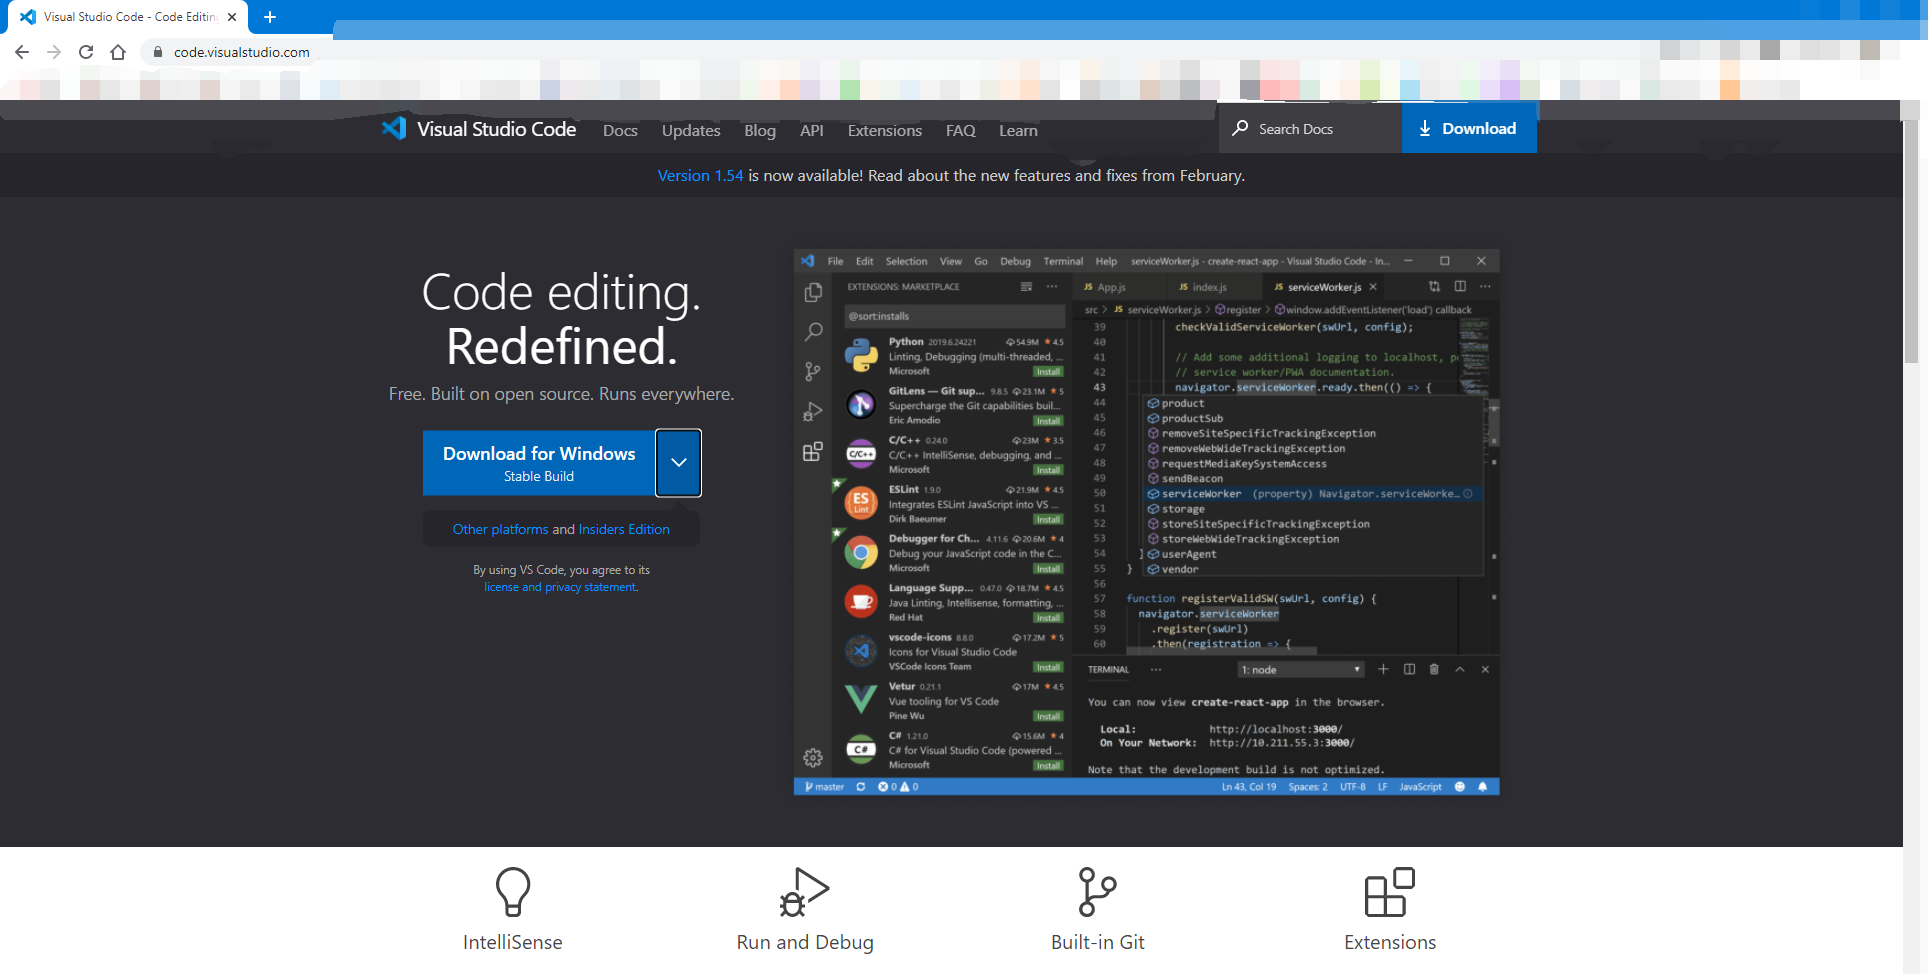 Visual Studio Code - Code Editin
code.visualstudio.com
Visual Studio Code Docs Updates Blog API Extensions FAQ Learn Search Docs Download
Version 1.54 is now available! Read about the new features and fixes from February.
Code editing.
Redefined.
Free. Built on open source. Runs everywhere.
Download for Windows
Stable Build
Other platforms and Insiders Edition
By using VS Code, you agree to its
license and privacy statement.
File Edit Selection View Go Debug Terminal Help serviceWorker.js - create-react-app - Visual Studio Code - In...
EXTENSIONS: MARKETPLACE
@sort:installs
Python 2019.6.24221 54.9M 4.5
Linting, Debugging (multi-threaded, ...
Microsoft Install
GitLens — Git sup... 9.8.5 23.1M 5
Supercharge the Git capabilities buil...
Eric Amodio Install
C/C++
C/C++ 0.24.0 23M 3.5
C/C++ IntelliSense, debugging, and ...
Microsoft Install
ES
Lint
ESLint 1.9.0 21.9M 4.5
Integrates ESLint JavaScript into VS ...
Dirk Baeumer Install
Debugger for Ch... 4.11.6 20.6M 4
Debug your JavaScript code in the C...
Microsoft Install
Language Supp... 0.47.0 18.7M 4.5
Java Linting, Intellisense, formatting, ...
Red Hat Install
vscode-icons 8.8.0 17.2M 5
Icons for Visual Studio Code
VSCode Icons Team Install
Vetur 0.21.1 17M 4.5
Vue tooling for VS Code
Pine Wu Install
C#
C# 1.21.0 15.6M 4
C# for Visual Studio Code (powered ...
Microsoft Install
JS App.js JS index.js JS serviceWorker.js
src > JS serviceWorker.js > register > window.addEventListener('load') callback
39 checkValidServiceWorker(swUrl, config);
40
41 // Add some additional logging to localhost, p
42 // service worker/PWA documentation.
43 navigator.serviceWorker.ready.then(() => {
44 product
45 productSub
46 removeSiteSpecificTrackingException
47 removeWebWideTrackingException
48 requestMediaKeySystemAccess
49 sendBeacon
50 serviceWorker (property) Navigator.serviceWorke...
51 storage
52 storeSiteSpecificTrackingException
53 storeWebWideTrackingException
54 } userAgent
55 } vendor
56
57 function registerValidSW(swUrl, config) {
58 navigator.serviceWorker
59 .register(swUrl)
60 .then(registration => {
TERMINAL ... 1: node
You can now view create-react-app in the browser.
Local: http://localhost:3000/
On Your Network: http://10.211.55.3:3000/
Note that the development build is not optimized.
master 0 0 Ln 43, Col 19 Spaces: 2 UTF-8 LF JavaScript
IntelliSense Run and Debug Built-in Git Extensions